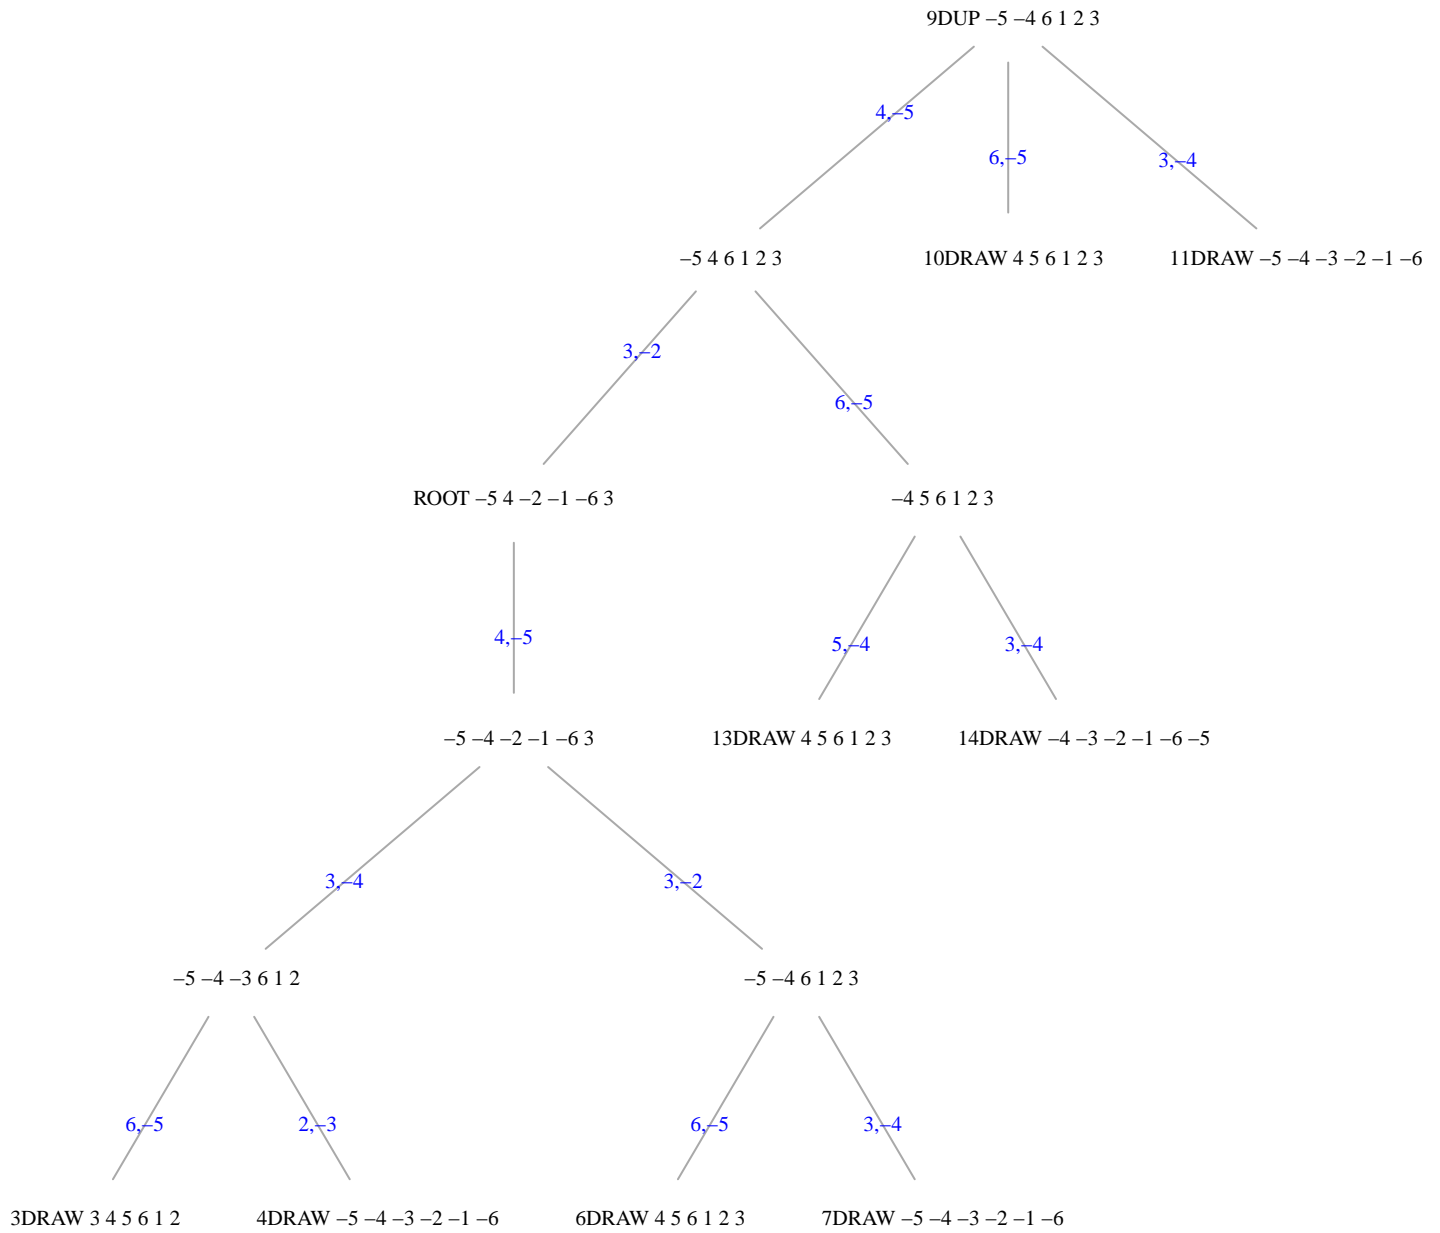 9DUP −5 −4 6 1 2 3
4,−5
6,−5
3,−4
−5 4 6 1 2 3
10DRAW 4 5 6 1 2 3
11DRAW −5 −4 −3 −2 −1 −6
3,−2
6,−5
ROOT −5 4 −2 −1 −6 3
−4 5 6 1 2 3
4,−5
5,−4
3,−4
−5 −4 −2 −1 −6 3
13DRAW 4 5 6 1 2 3
14DRAW −4 −3 −2 −1 −6 −5
3,−4
3,−2
−5 −4 −3 6 1 2
−5 −4 6 1 2 3
6,−5
2,−3
6,−5
3,−4
3DRAW 3 4 5 6 1 2
4DRAW −5 −4 −3 −2 −1 −6
6DRAW 4 5 6 1 2 3
7DRAW −5 −4 −3 −2 −1 −6